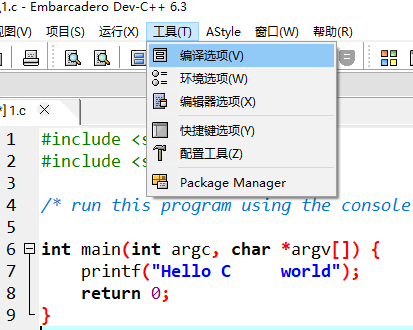 1.c - Embarcadero Dev-C++ 6.3
图(V) 项目(S) 运行(X) 工具(T) AStyle 窗口(W) 帮助(R)
编译选项(V)
环境选项(W)
编辑器选项(X)
快捷键选项(Y)
配置工具(Z)
Package Manager
*] 1.c
1 #include <s
2 #include <s
3
4 /* run this program using the console
5
6 int main(int argc, char *argv[]) {
7 printf("Hello C    world");
8 return 0;
9 }